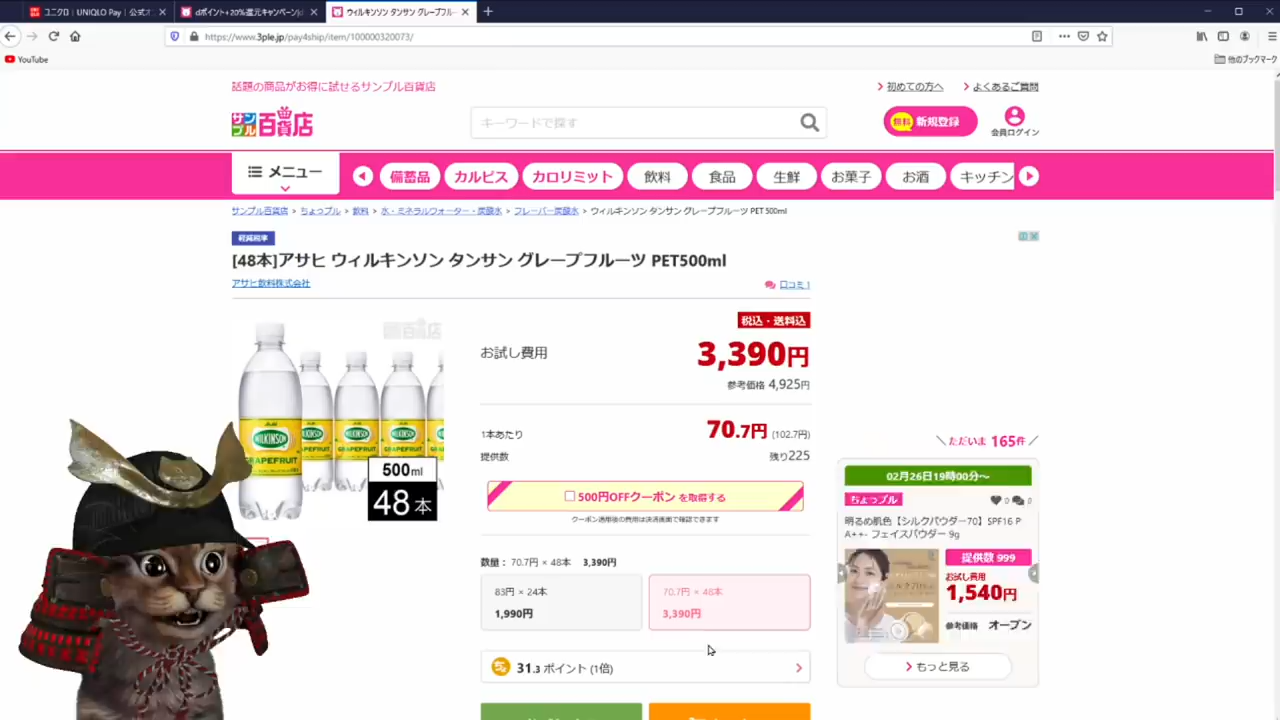 ユニクロ｜UNIQLO Pay｜公式オ
dポイント+20%還元キャンペーン|d
ウィルキンソン タンサン グレープフルー
https://www.3ple.jp/pay4ship/item/100000320073/
YouTube
他のブックマーク
話題の商品がお得に試せるサンプル百貨店
初めての方へ
よくあるご質問
サンプル百貨店
キーワードで探す
無料 新規登録
会員ログイン
メニュー
備蓄品
カルピス
カロリミット
飲料
食品
生鮮
お菓子
お酒
キッチン
サンプル百貨店 > ちょっプル > 飲料 > 水・ミネラルウォーター・炭酸水 > フレーバー炭酸水 > ウィルキンソン タンサン グレープフルーツ PET 500ml
軽減税率
[48本]アサヒ ウィルキンソン タンサン グレープフルーツ PET500ml
アサヒ飲料株式会社
口コミ 1
税込・送料込
お試し費用
3,390円
参考価格 4,925円
1本あたり
70.7円 (102.7円)
提供数
残り225
500円OFFクーポン を取得する
クーポン適用後の費用は決済画面で確認できます
WILKINSON
GRAPEFRUIT
500ml
48本
数量： 70.7円 × 48本 3,390円
83円 × 24本
1,990円
70.7円 × 48本
3,390円
31.3 ポイント (1倍)
ただいま 165件
02月26日19時00分～
ちょっプル
0
0
明るめ肌色【シルクパウダー70】SPF16 P
A++- フェイスパウダー 9g
提供数 999
お試し費用
1,540円
参考価格 オープン
もっと見る